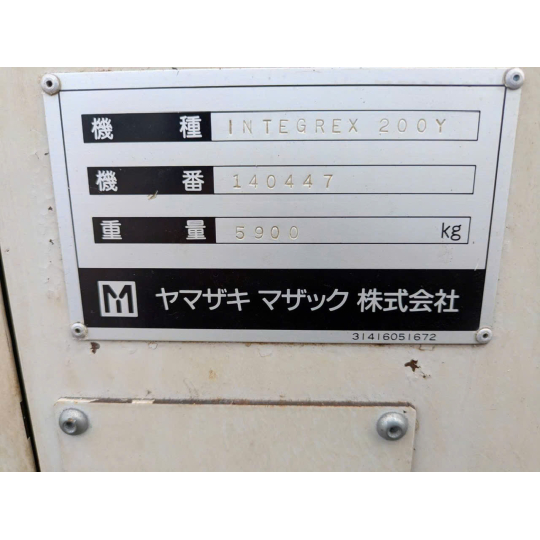 機種 INTEGREX 200Y
機番 140447
重量 5900 kg
ヤマザキ マザック 株式会社
31416051672